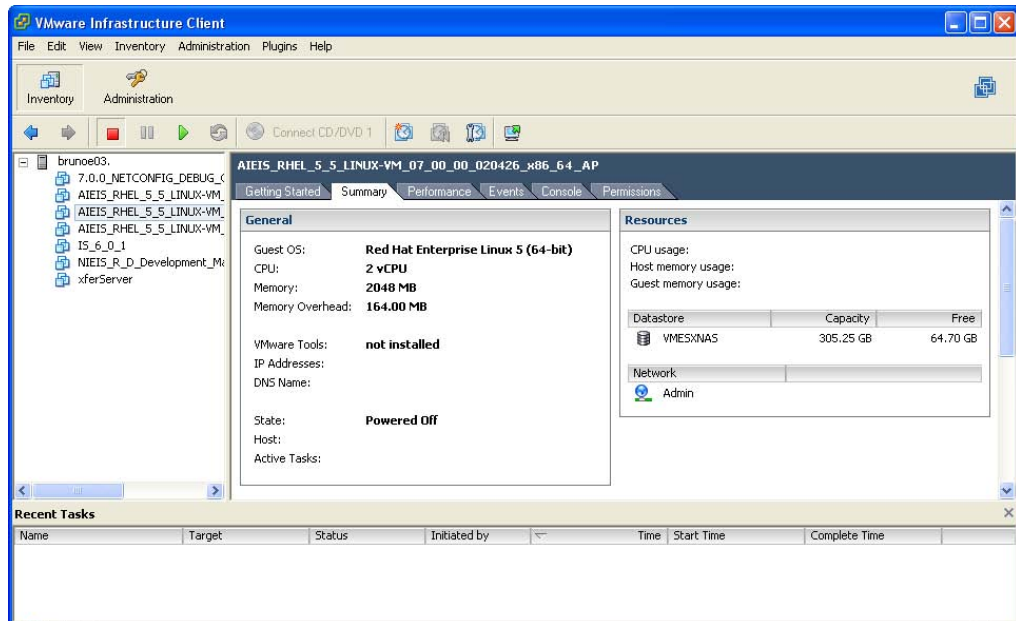 VMware Infrastructure Client
File Edit View Inventory Administration Plugins Help
Inventory Administration
Connect CD/DVD 1
brunoe03.
7.0.0_NETCONFIG_DEBUG_
AIEIS_RHEL_5_5_LINUX-VM_
AIEIS_RHEL_5_5_LINUX-VM_
AIEIS_RHEL_5_5_LINUX-VM_
IS_6_0_1
NIEIS_R_D_Development_Ma
xferServer
AIEIS_RHEL_5_5_LINUX-VM_07_00_00_020426_x86_64_AP
Getting Started Summary Performance Events Console Permissions
General
Guest OS: Red Hat Enterprise Linux 5 (64-bit)
CPU: 2 vCPU
Memory: 2048 MB
Memory Overhead: 164.00 MB
VMware Tools: not installed
IP Addresses:
DNS Name:
State: Powered Off
Host:
Active Tasks:
Resources
CPU usage:
Host memory usage:
Guest memory usage:
Datastore Capacity Free
VMESXNAS 305.25 GB 64.70 GB
Network
Admin
Recent Tasks
Name Target Status Initiated by Time Start Time Complete Time